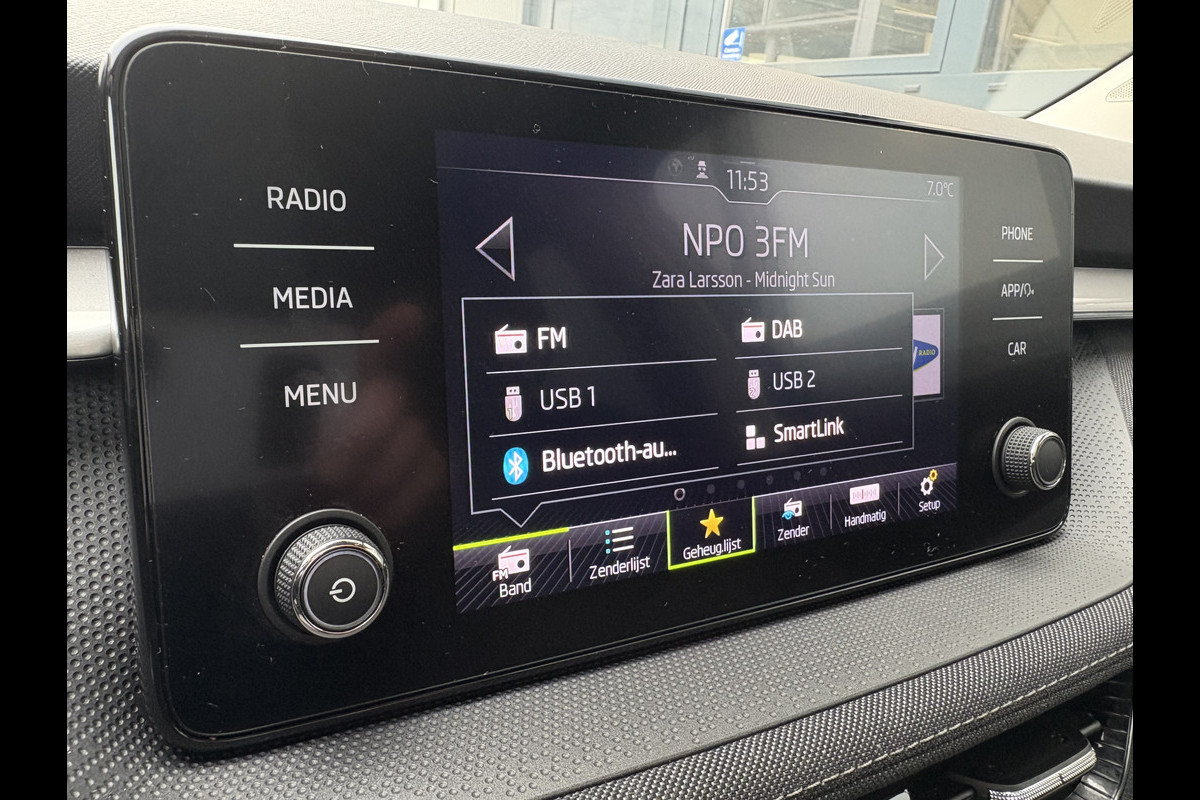 11:53
7.0°C
NPO 3FM
Zara Larsson - Midnight Sun
RADIO
MEDIA
MENU
PHONE
APP/
CAR
FM
DAB
USB 1
USB 2
Bluetooth-au...
SmartLink
RADIO
FM
Band
Zenderlijst
Geheug.lijst
Zender
Handmatig
Setup